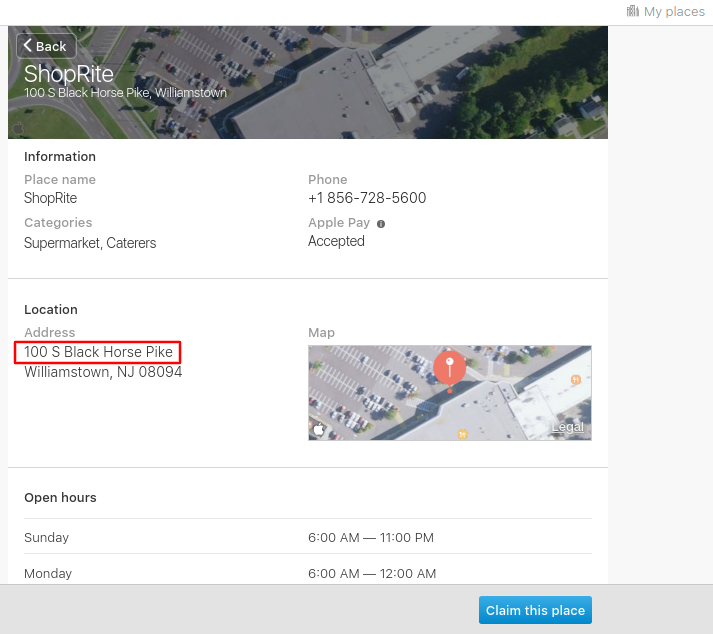 My places
Back
ShopRite
100 S Black Horse Pike, Williamstown
Information
Place name
ShopRite
Phone
+1 856-728-5600
Categories
Supermarket, Caterers
Apple Pay
Accepted
Location
Address
100 S Black Horse Pike
Williamstown, NJ 08094
Map
Legal
Open hours
Sunday 6:00 AM — 11:00 PM
Monday 6:00 AM — 12:00 AM
Claim this place